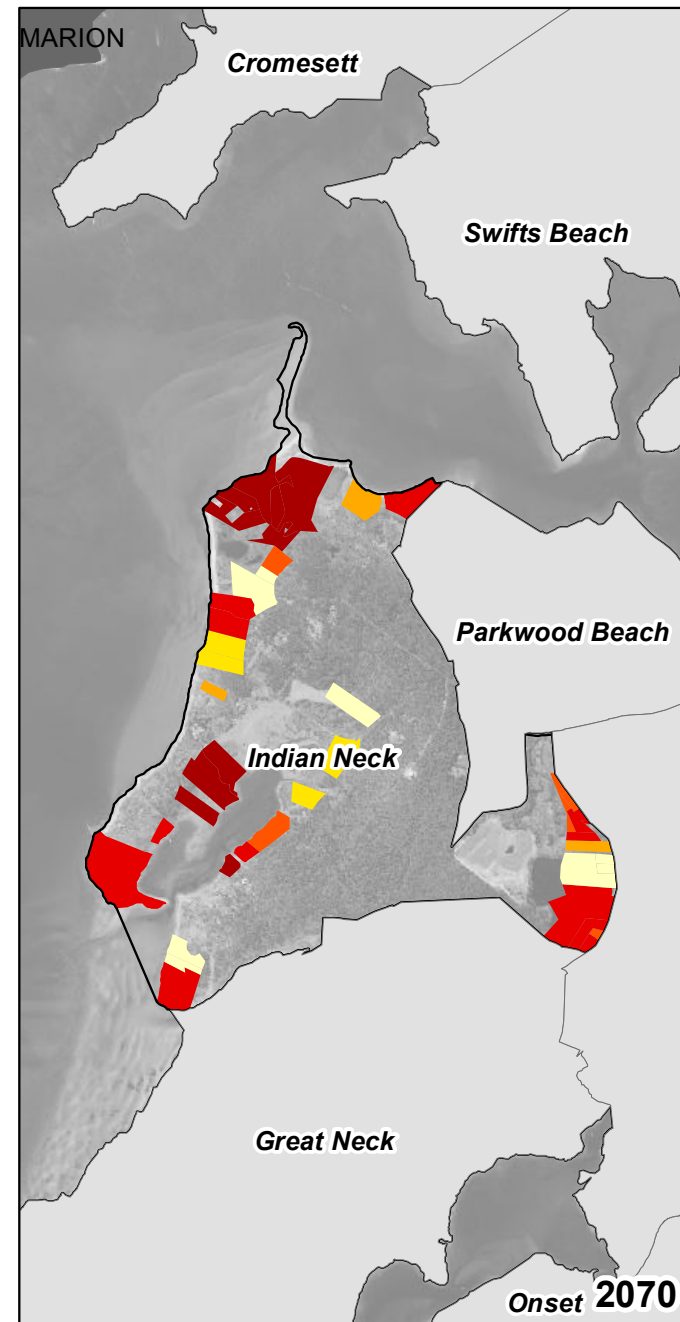 MARION
Cromesett
Swifts Beach
Parkwood Beach
Indian Neck
Great Neck
Onset 2070